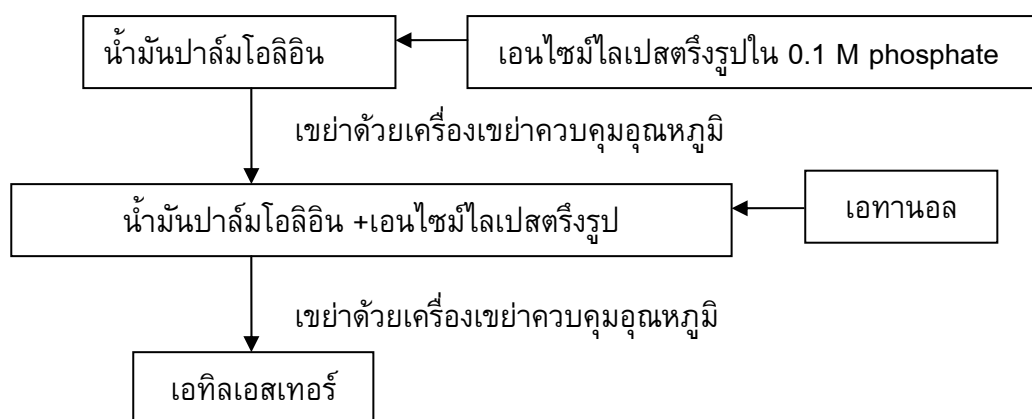 น้ำมันปาล์มโอลิอิน
เอนไซม์ไลเปสตรึงรูปใน 0.1 M phosphate
เขย่าด้วยเครื่องเขย่าควบคุมอุณหภูมิ
น้ำมันปาล์มโอลิอิน +เอนไซม์ไลเปสตรึงรูป
เอทานอล
เขย่าด้วยเครื่องเขย่าควบคุมอุณหภูมิ
เอทิลเอสเทอร์